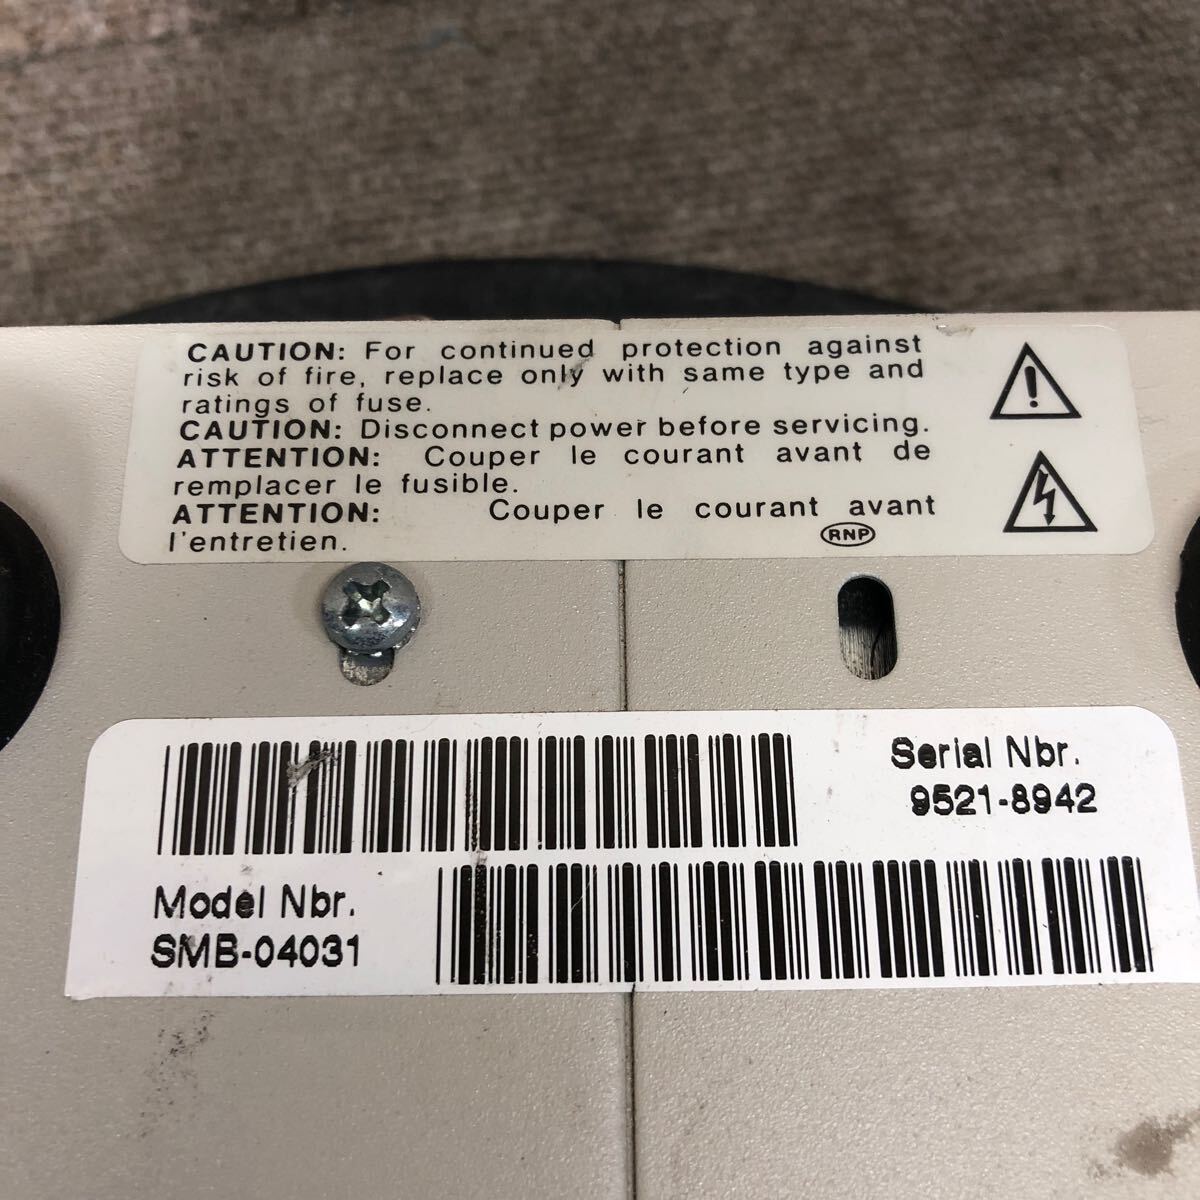 CAUTION: For continued protection against
risk of fire, replace only with same type and
ratings of fuse.
CAUTION: Disconnect power before servicing.
ATTENTION: Couper le courant avant de
remplacer le fusible.
ATTENTION: Couper le courant avant
l'entretien.
RNP
Serial Nbr.
9521-8942
Model Nbr.
SMB-04031